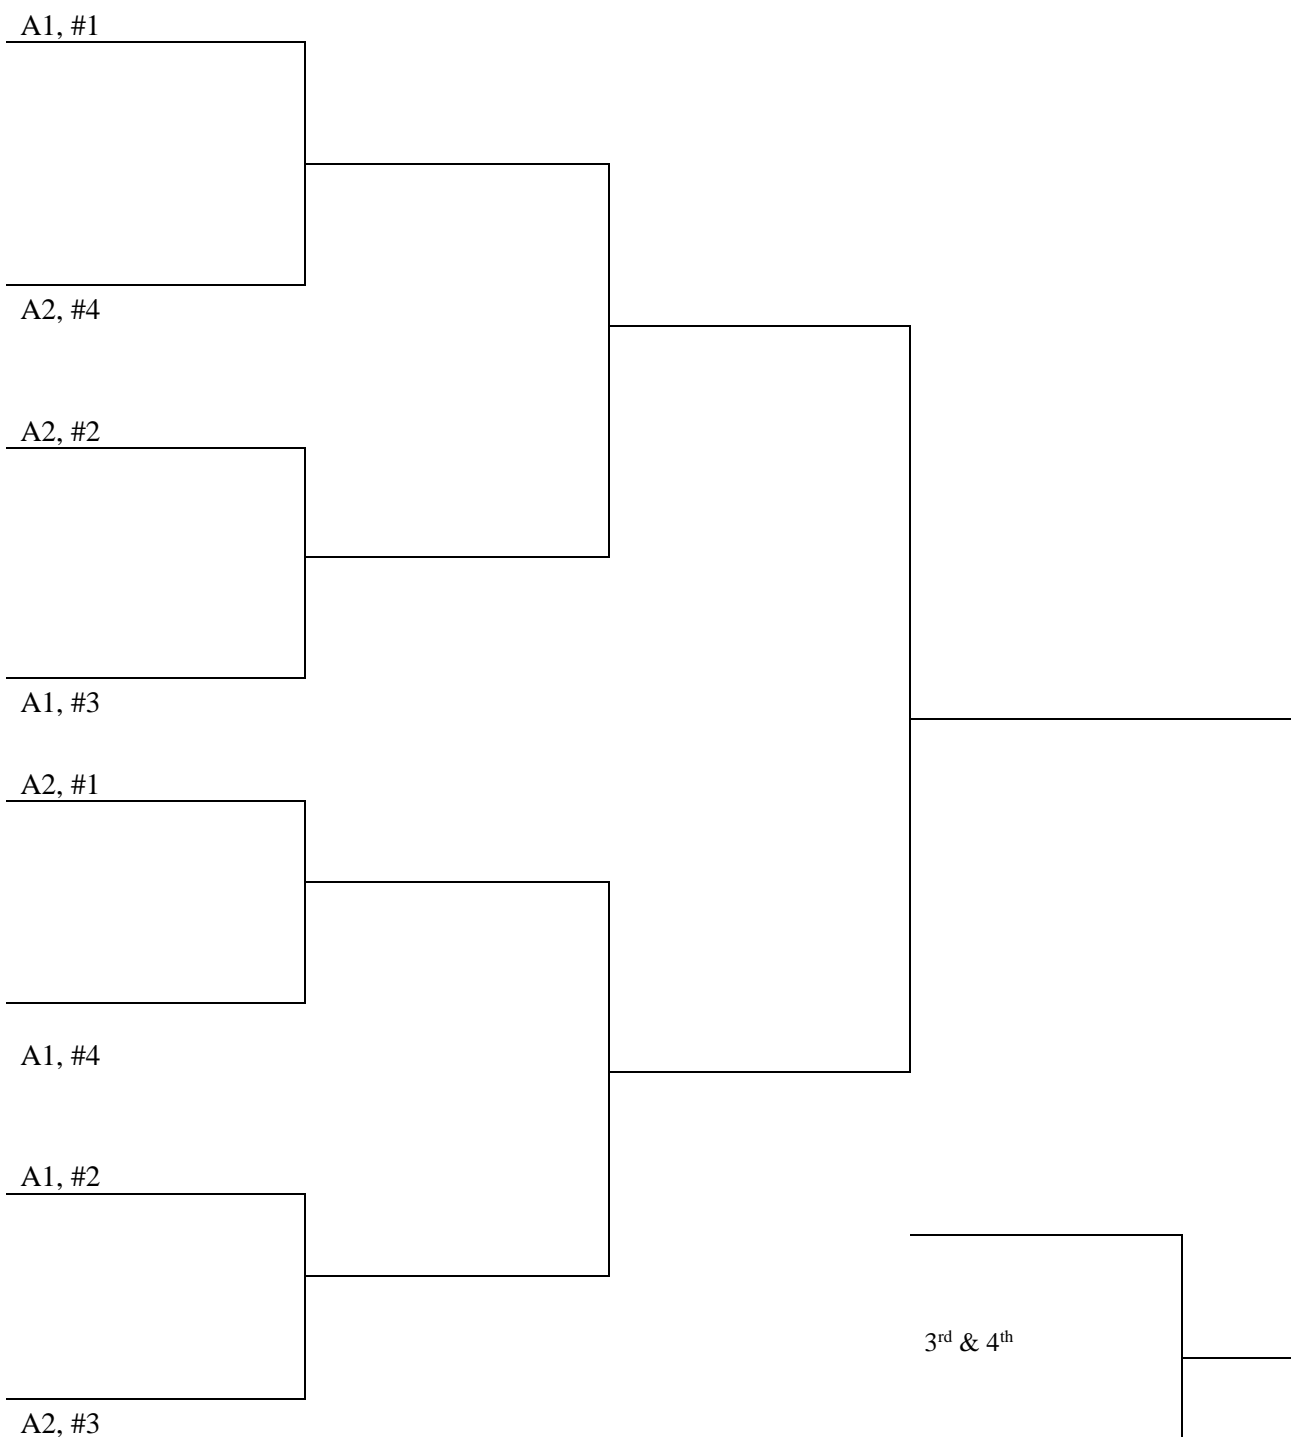 A1, #1
A2, #4
A2, #2
A1, #3
A2, #1
A1, #4
A1, #2
3rd & 4th
A2, #3